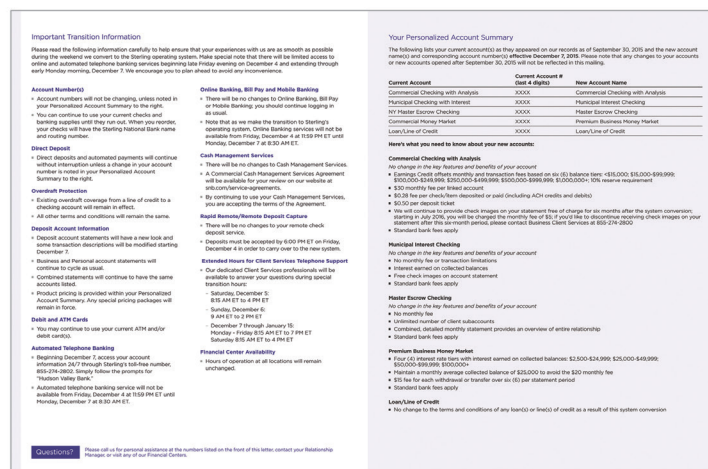 Important Transition Information
Please read the following information carefully to help ensure that your experiences with us are as smooth as possible
during the weekend we convert to the Sterling operating system. Make special note that there will be limited access to
online and automated telephone banking services beginning late Friday evening on December 4 and extending through
early Monday morning, December 7. We encourage you to plan ahead to avoid any inconvenience.
Account Number(s)
Account numbers will not be changing, unless noted in
your Personalized Account Summary to the right.
You can continue to use your current checks and
banking supplies until they run out. When you reorder,
your checks will have the Sterling National Bank name
and routing number.
Direct Deposit
Direct deposits and automated payments will continue
without interruption unless a change in your account
number is noted in your Personalized Account
Summary to the right.
Overdraft Protection
Existing overdraft coverage from a line of credit to a
checking account will remain in effect.
All other terms and conditions will remain the same.
Deposit Account Information
Deposit account statements will have a new look and
some transaction descriptions will be modified starting
December 7.
Business and Personal account statements will
continue to cycle as usual.
Combined statements will continue to have the same
accounts listed.
Product pricing is provided within your Personalized
Account Summary. Any special pricing packages will
remain in force.
Debit and ATM Cards
You may continue to use your current ATM and/or
debit card(s).
Automated Telephone Banking
Beginning December 7, access your account
information 24/7 through Sterling's toll-free number,
855-274-2802. Simply follow the prompts for
"Hudson Valley Bank."
Automated telephone banking service will not be
available from Friday, December 4 at 11:59 PM ET until
Monday, December 7 at 8:30 AM ET.
Online Banking, Bill Pay and Mobile Banking
There will be no changes to Online Banking, Bill Pay
or Mobile Banking; you should continue logging in
as usual.
Note that as we make the transition to Sterling's
operating system, Online Banking services will not be
available from Friday, December 4 at 11:59 PM ET until
Monday, December 7 at 8:30 AM ET.
Cash Management Services
There will be no changes to Cash Management Services.
A Commercial Cash Management Services Agreement
will be available for your review on our website at
snb.com/service-agreements.
By continuing to use your Cash Management Services,
you are accepting the terms of the Agreement.
Rapid Remote/Remote Deposit Capture
There will be no changes to your remote check
deposit service.
Deposits must be accepted by 6:00 PM ET on Friday,
December 4 in order to carry over to the new system.
Extended Hours for Client Services Telephone Support
Our dedicated Client Services professionals will be
available to answer your questions during special
transition hours:
- Saturday, December 5:
8:15 AM ET to 4 PM ET
- Sunday, December 6:
9 AM ET to 2 PM ET
- December 7 through January 15:
Monday - Friday 8:15 AM ET to 7 PM ET
Saturday 8:15 AM ET to 4 PM ET
Financial Center Availability
Hours of operation at all locations will remain
unchanged.
Questions? Please call us for personal assistance at the numbers listed on the front of this letter, contact your Relationship
Manager, or visit any of our Financial Centers.
Your Personalized Account Summary
The following lists your current account(s) as they appeared on our records as of September 30, 2015 and the new account
name(s) and corresponding account number(s) effective December 7, 2015. Please note that any changes to your accounts
or new accounts opened after September 30, 2015 will not be reflected in this mailing.
Current Account Current Account # (last 4 digits) New Account Name
Commercial Checking with Analysis XXXX Commercial Checking with Analysis
Municipal Checking with Interest XXXX Municipal Interest Checking
NY Master Escrow Checking XXXX Master Escrow Checking
Commercial Money Market XXXX Premium Business Money Market
Loan/Line of Credit XXXX Loan/Line of Credit
Here's what you need to know about your new accounts:
Commercial Checking with Analysis
No change in the key features and benefits of your account
Earnings Credit offsets monthly and transaction fees based on six (6) balance tiers: <$15,000; $15,000-$99,999;
$100,000-$249,999; $250,000-$499,999; $500,000-$999,999; $1,000,000+; 10% reserve requirement
$30 monthly fee per linked account
$0.28 fee per check/item deposited or paid (including ACH credits and debits)
$0.50 per deposit ticket
We will continue to provide check images on your statement free of charge for six months after the system conversion;
starting in July 2016, you will be charged the monthly fee of $5; if you'd like to discontinue receiving check images on your
statement after this six-month period, please contact Business Client Services at 855-274-2800
Standard bank fees apply
Municipal Interest Checking
No change in the key features and benefits of your account
No monthly fee or transaction limitations
Interest earned on collected balances
Free check images on account statement
Standard bank fees apply
Master Escrow Checking
No change in the key features and benefits of your account
No monthly fee
Unlimited number of client subaccounts
Combined, detailed monthly statement provides an overview of entire relationship
Standard bank fees apply
Premium Business Money Market
Four (4) interest rate tiers with interest earned on collected balances: $2,500-$24,999; $25,000-$49,999;
$50,000-$99,999; $100,000+
Maintain a monthly average collected balance of $25,000 to avoid the $20 monthly fee
$15 fee for each withdrawal or transfer over six (6) per statement period
Standard bank fees apply
Loan/Line of Credit
No change to the terms and conditions of any loan(s) or line(s) of credit as a result of this system conversion